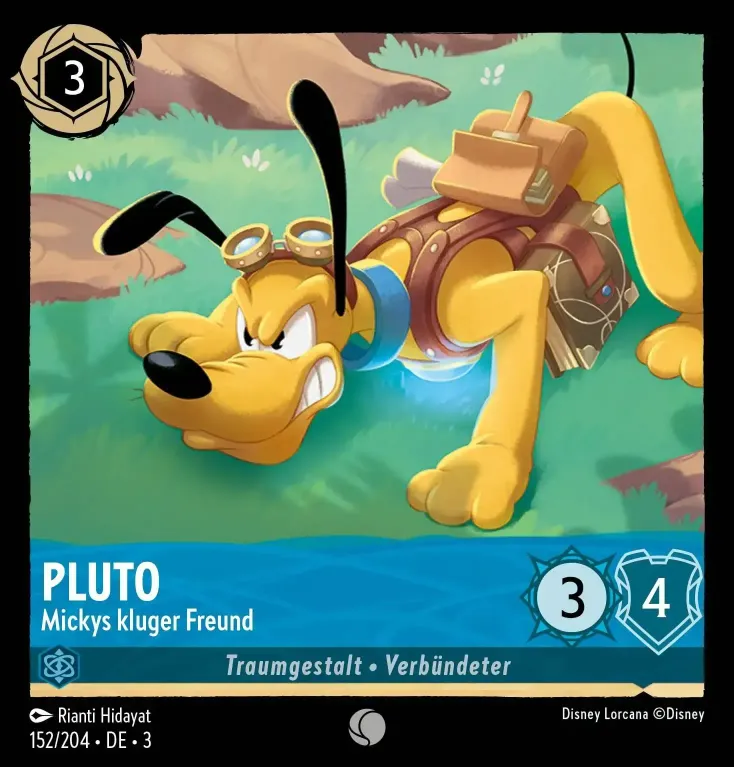 3
PLUTO
Mickys kluger Freund
3 4
Traumgestalt • Verbündeter
Rianti Hidayat
Disney Lorcana ©Disney
152/204 • DE • 3